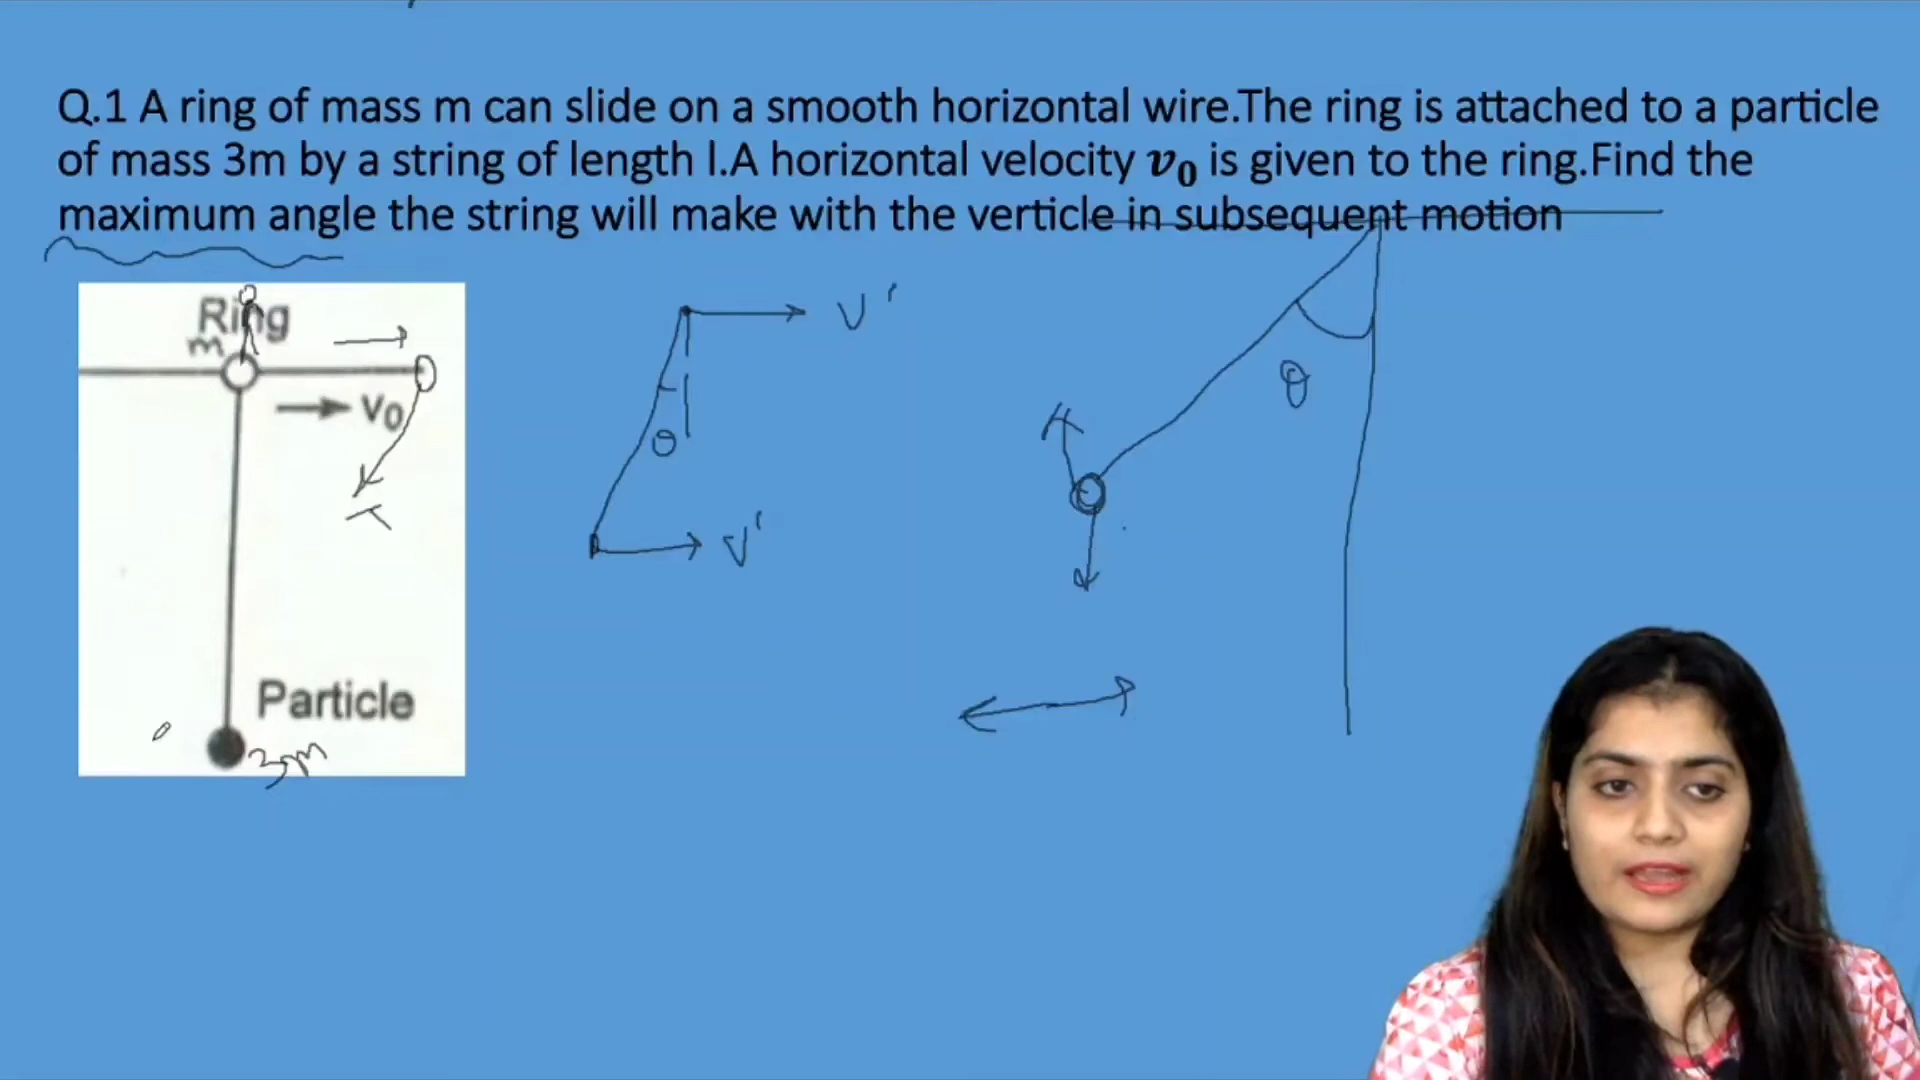 Q.1 A ring of mass m can slide on a smooth horizontal wire.The ring is attached to a particle
of mass 3m by a string of length l.A horizontal velocity v₀ is given to the ring.Find the
maximum angle the string will make with the verticle in subsequent motion
Ring
m
v₀
T
Particle
3m
v'
θ
v'
θ